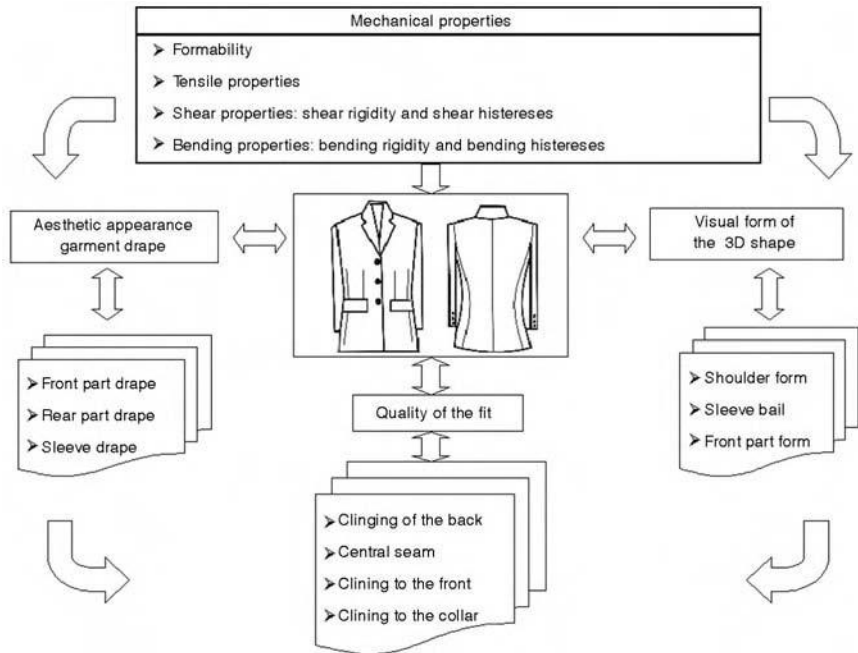 Mechanical properties
➢ Formability
➢ Tensile properties
➢ Shear properties: shear rigidity and shear histereses
➢ Bending properties: bending rigidity and bending histereses
Aesthetic appearance
garment drape
Visual form of
the 3D shape
➢ Front part drape
➢ Rear part drape
➢ Sleeve drape
Quality of the fit
➢ Shoulder form
➢ Sleeve bail
➢ Front part form
➢ Clinging of the back
➢ Central seam
➢ Clining to the front
➢ Clining to the collar